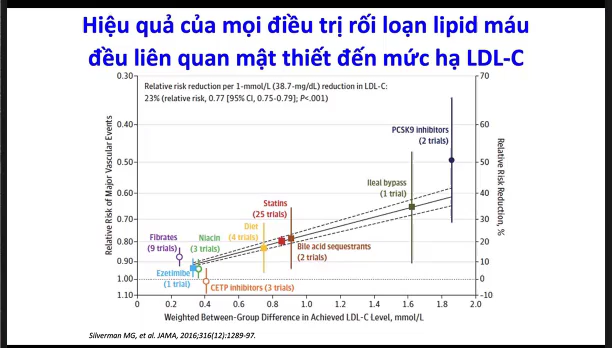 Hiệu quả của mọi điều trị rối loạn lipid máu
đều liên quan mật thiết đến mức hạ LDL-C
Relative risk reduction per 1-mmol/L (38.7-mg/dL) reduction in LDL-C:
23% (relative risk, 0.77 [95% CI, 0.75-0.79]; P<.001)
Relative Risk of Major Vascular Events
0.30
0.40
0.50
0.60
0.70
0.80
0.90
1.00
1.10
PCSK9 inhibitors
(2 trials)
Ileal bypass
(1 trial)
Statins
(25 trials)
Diet
(4 trials)
Bile acid sequestrants
(2 trials)
Fibrates
(9 trials)
Niacin
(3 trials)
Ezetimibe
(1 trial)
CETP inhibitors (3 trials)
70
60
50
40
30
20
10
0
-10
Relative Risk Reduction, %
0 0.2 0.4 0.6 0.8 1.0 1.2 1.4 1.6 1.8 2.0
Weighted Between-Group Difference in Achieved LDL-C Level, mmol/L
Silverman MG, et al. JAMA, 2016;316(12):1289-97.